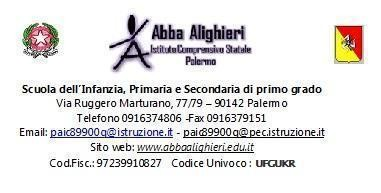 Abba Alighieri
Istituto Comprensivo Statale
Palermo
Scuola dell´Infanzia, Primaria e Secondaria di primo grado
Via Ruggero Marturano, 77/79 – 90142 Palermo
Telefono 0916374806 -Fax 0916379151
Email: paic89900q@istruzione.it - paic89900q@pec.istruzione.it
Sito web: www.abbaalighieri.edu.it
Cod.Fisc.: 97239910827 Codice Univoco : UFGUKR